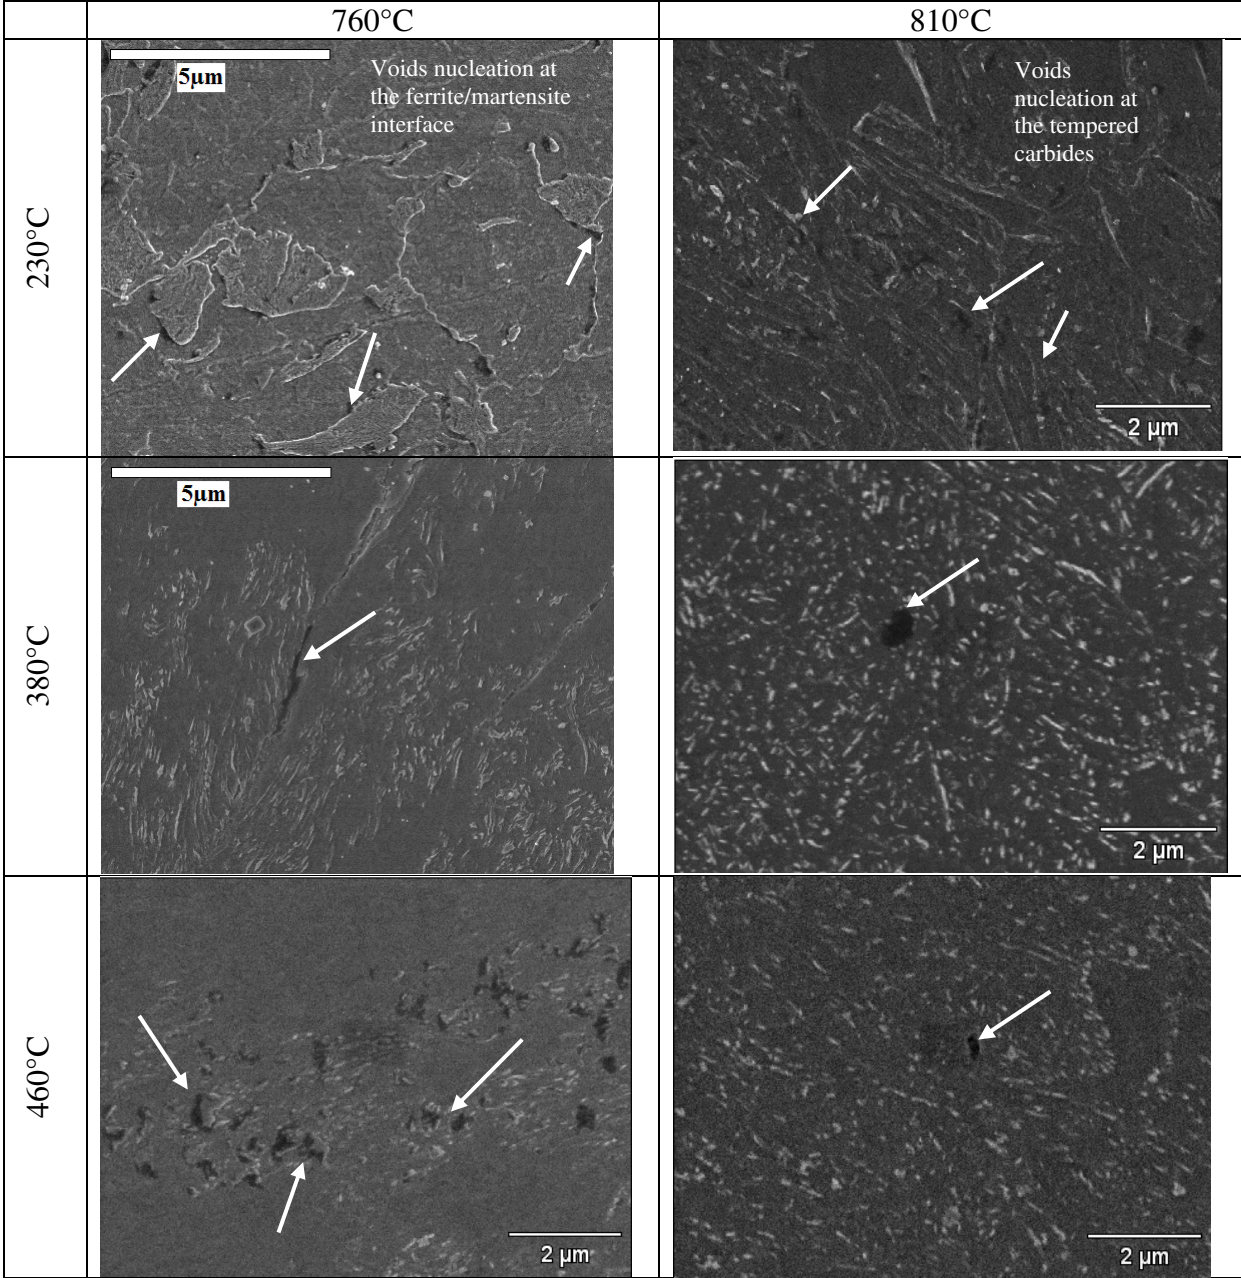 760°C
810°C
230°C
5µm
Voids nucleation at
the ferrite/martensite
interface
Voids
nucleation at
the tempered
carbides
2 µm
380°C
5µm
2 µm
460°C
2 µm
2 µm